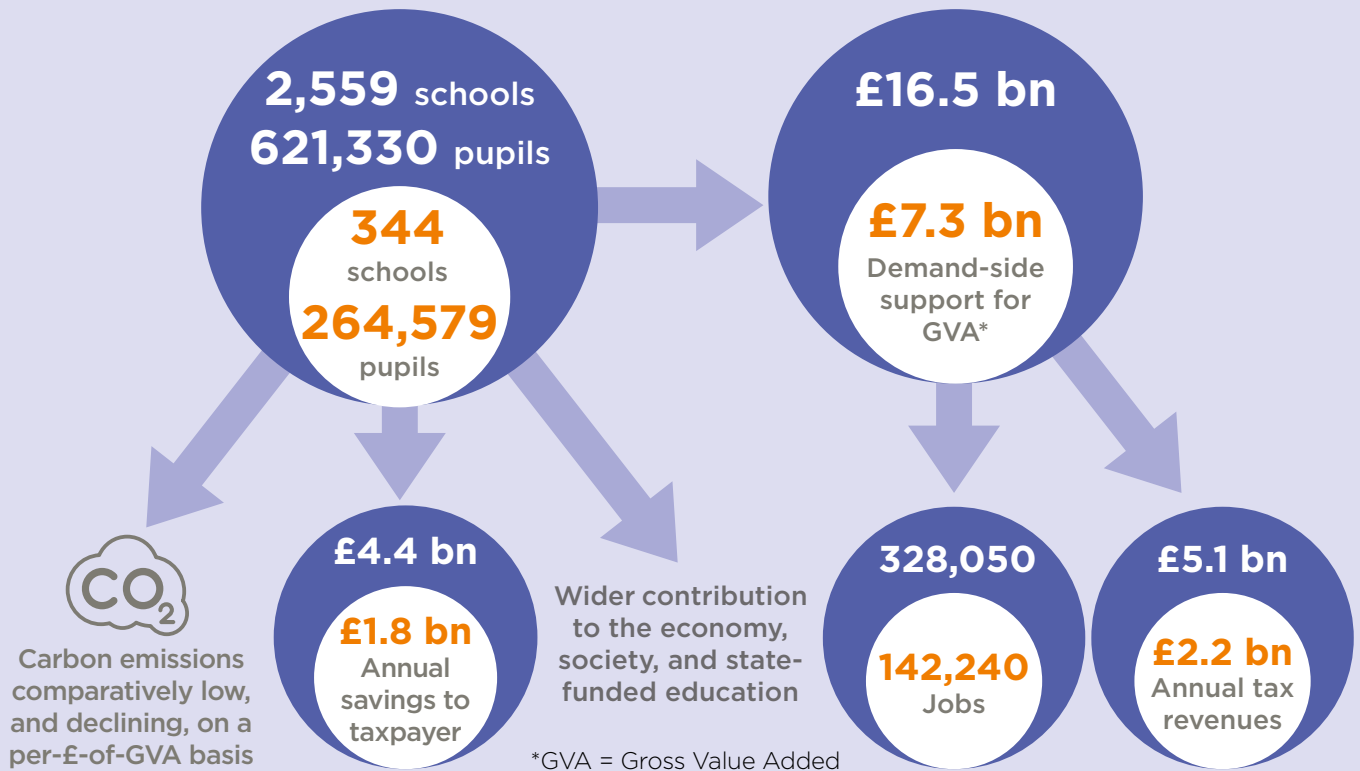 2,559 schools
621,330 pupils
344
schools
264,579
pupils
£16.5 bn
£7.3 bn
Demand-side
support for
GVA*
CO2
Carbon emissions
comparatively low,
and declining, on a
per-£-of-GVA basis
£4.4 bn
£1.8 bn
Annual
savings to
taxpayer
Wider contribution
to the economy,
society, and state-
funded education
328,050
142,240
Jobs
£5.1 bn
£2.2 bn
Annual tax
revenues
*GVA = Gross Value Added